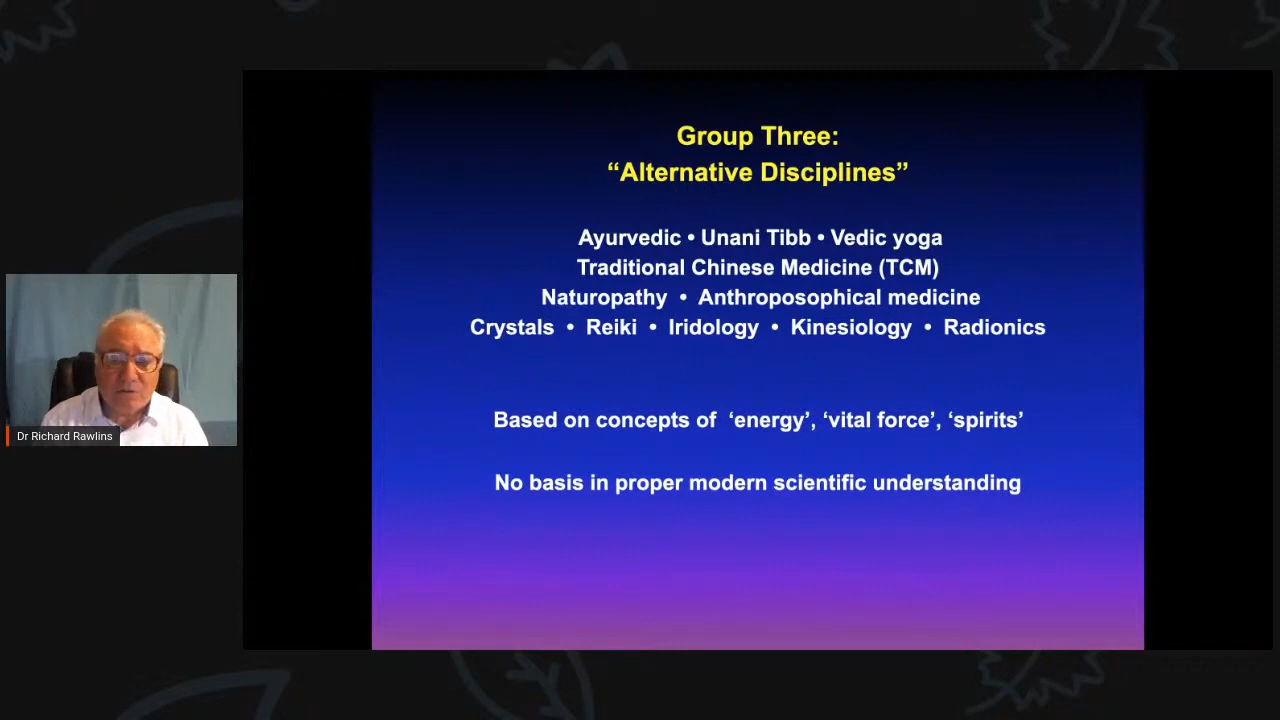 Group Three:
“Alternative Disciplines”
Ayurvedic • Unani Tibb • Vedic yoga
Traditional Chinese Medicine (TCM)
Naturopathy • Anthroposophical medicine
Crystals • Reiki • Iridology • Kinesiology • Radionics
Based on concepts of ‘energy’, ‘vital force’, ‘spirits’
No basis in proper modern scientific understanding
Dr Richard Rawlins